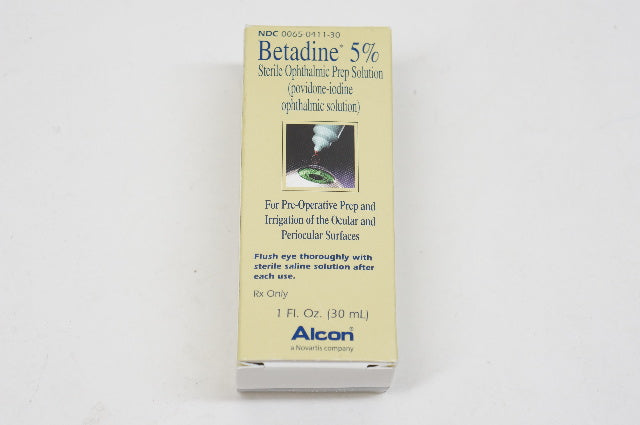 NDC 0065-0411-30
Betadine® 5%
Sterile Ophthalmic Prep Solution
(povidone-iodine
ophthalmic solution)
For Pre-Operative Prep and
Irrigation of the Ocular and
Periocular Surfaces
Flush eye thoroughly with
sterile saline solution after
each use.
Rx Only
1 Fl. Oz. (30 mL)
Alcon®
a Novartis company